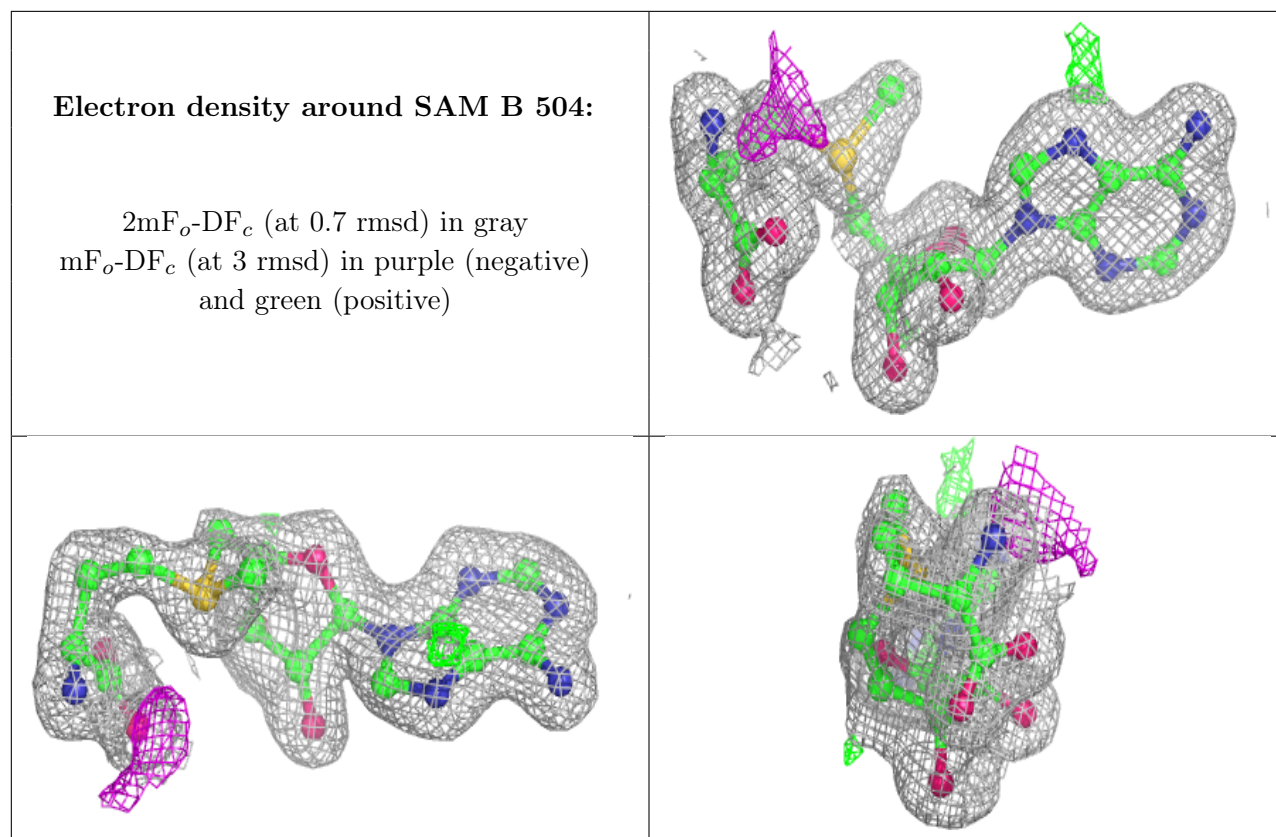 Electron density around SAM B 504:
2mFo-DFc (at 0.7 rmsd) in gray
mFo-DFc (at 3 rmsd) in purple (negative)
and green (positive)